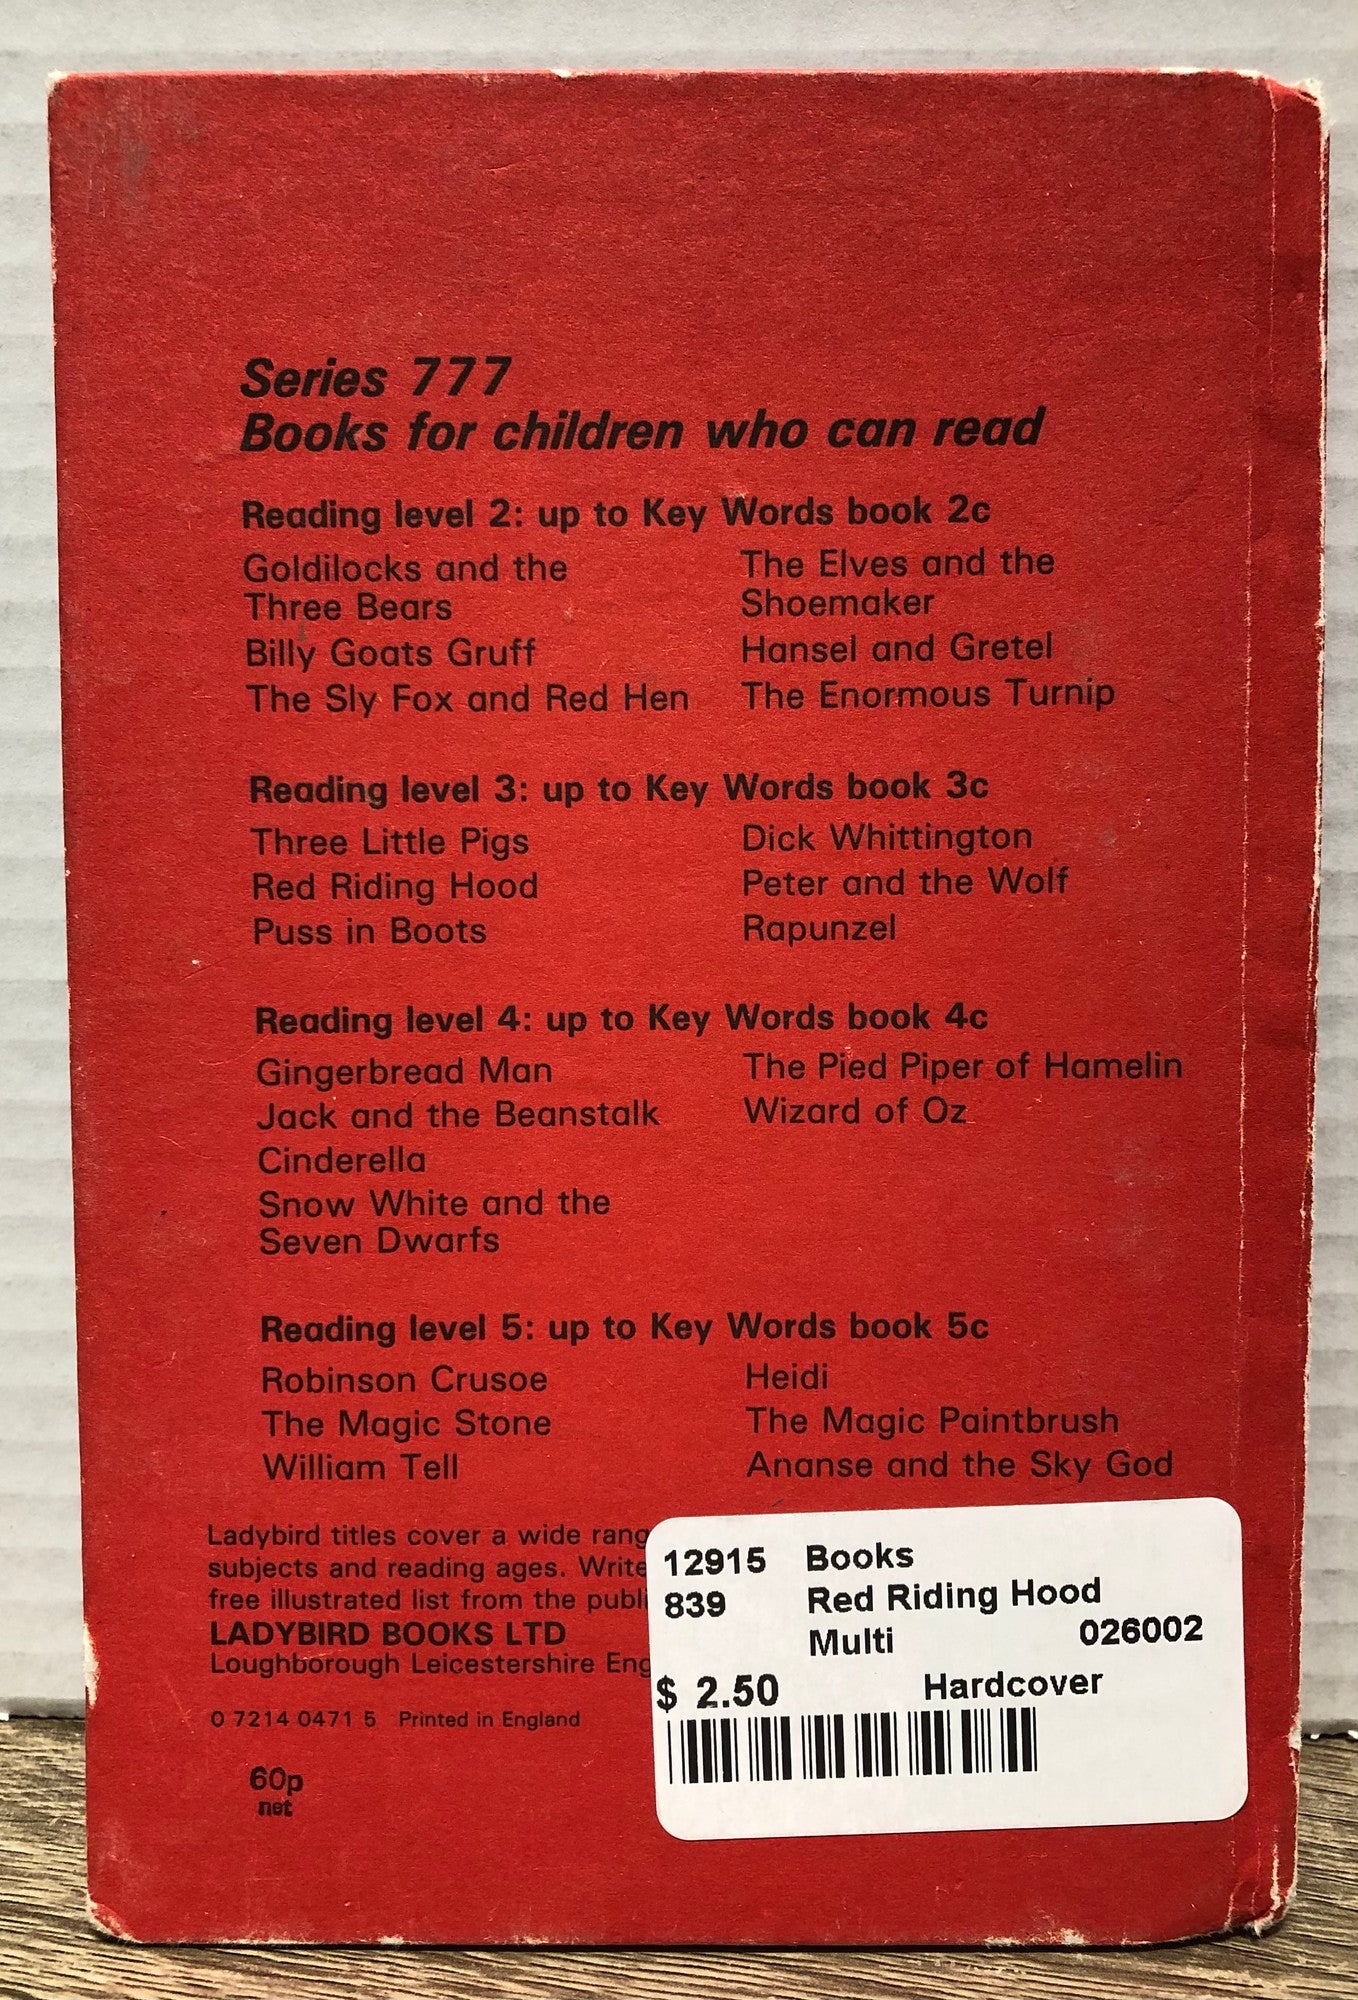 Series 777
Books for children who can read
Reading level 2: up to Key Words book 2c
Goldilocks and the
Three Bears
Billy Goats Gruff
The Sly Fox and Red Hen
The Elves and the
Shoemaker
Hansel and Gretel
The Enormous Turnip
Reading level 3: up to Key Words book 3c
Three Little Pigs
Red Riding Hood
Puss in Boots
Dick Whittington
Peter and the Wolf
Rapunzel
Reading level 4: up to Key Words book 4c
Gingerbread Man
Jack and the Beanstalk
Cinderella
Snow White and the
Seven Dwarfs
The Pied Piper of Hamelin
Wizard of Oz
Reading level 5: up to Key Words book 5c
Robinson Crusoe
The Magic Stone
William Tell
Heidi
The Magic Paintbrush
Ananse and the Sky God
Ladybird titles cover a wide rang
subjects and reading ages. Write
free illustrated list from the publi
LADYBIRD BOOKS LTD
Loughborough Leicestershire Eng
0 7214 0471 5 Printed in England
60p
net
12915 Books
839 Red Riding Hood
Multi 026002
$ 2.50 Hardcover